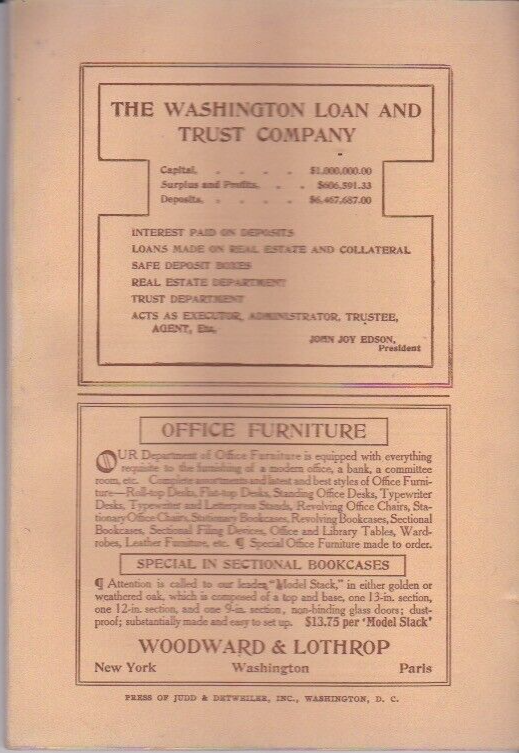 THE WASHINGTON LOAN AND
TRUST COMPANY
Capital, . . . . $1,000,000.00
Surplus and Profits, . . $606,591.33
Deposits, . . . . $6,467,687.00
INTEREST PAID ON DEPOSITS
LOANS MADE ON REAL ESTATE AND COLLATERAL
SAFE DEPOSIT BOXES
REAL ESTATE DEPARTMENT
TRUST DEPARTMENT
ACTS AS EXECUTOR, ADMINISTRATOR, TRUSTEE,
AGENT, Etc.
JOHN JOY EDSON,
President
OFFICE FURNITURE
OUR Department of Office Furniture is equipped with everything
requisite to the furnishing of a modern office, a bank, a committee
room, etc. Complete assortments and latest and best styles of Office Furni-
ture—Roll-top Desks, Flat-top Desks, Standing Office Desks, Typewriter
Desks, Typewriter and Letterpress Stands, Revolving Office Chairs, Sta-
tionary Office Chairs, Stationary Bookcases, Revolving Bookcases, Sectional
Bookcases, Sectional Filing Devices, Office and Library Tables, Ward-
robes, Leather Furniture, etc. ¶ Special Office Furniture made to order.
SPECIAL IN SECTIONAL BOOKCASES
¶ Attention is called to our leader, "Model Stack," in either golden or
weathered oak, which is composed of a top and base, one 13-in. section,
one 12-in. section, and one 9-in. section, non-binding glass doors; dust-
proof; substantially made and easy to set up. $13.75 per 'Model Stack'
WOODWARD & LOTHROP
New York Washington Paris
PRESS OF JUDD & DETWEILER, INC., WASHINGTON, D. C.